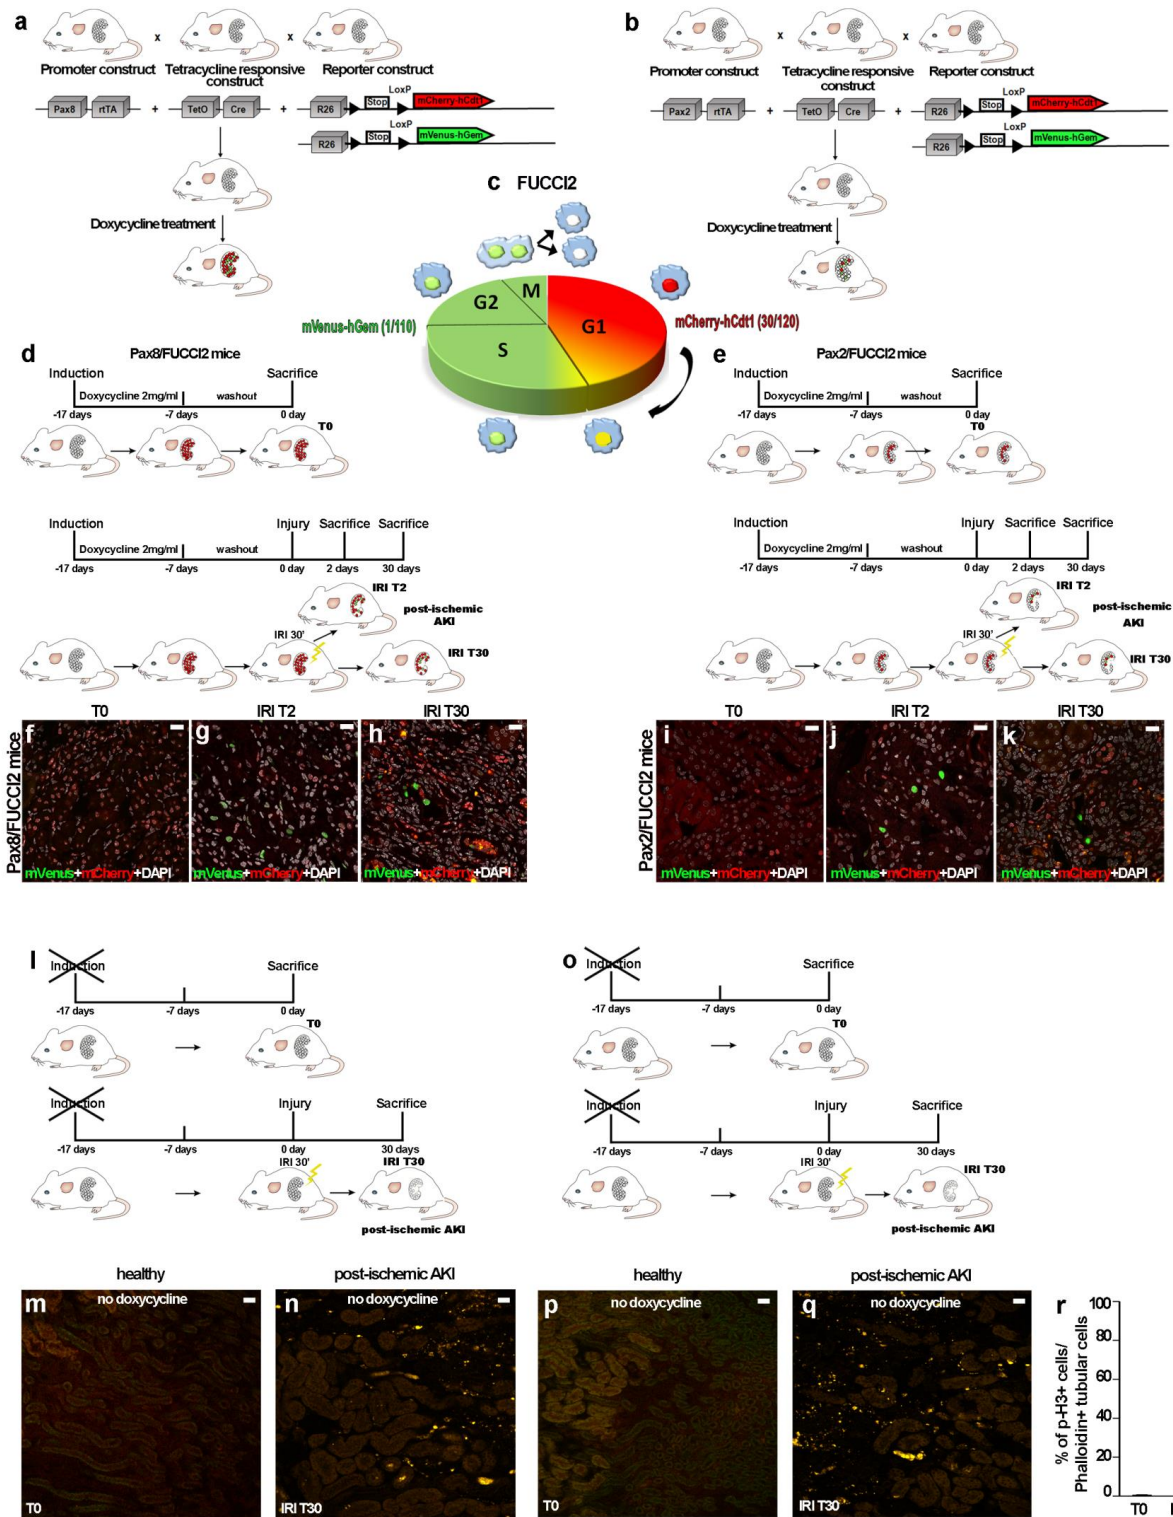 a
x
x
Promoter construct
Tetracycline responsive
construct
Reporter construct
Pax8
rtTA
+
TetO
Cre
+
R26
Stop
LoxP
mCherry-hCdt1
R26
Stop
LoxP
mVenus-hGem
Doxycycline treatment
b
x
x
Promoter construct
Tetracycline responsive
construct
Reporter construct
Pax2
rtTA
+
TetO
Cre
+
R26
Stop
LoxP
mCherry-hCdt1
R26
Stop
LoxP
mVenus-hGem
Doxycycline treatment
c FUCCI2
M
G2
G1
S
mVenus-hGem (1/110)
mCherry-hCdt1 (30/120)
d
Pax8/FUCCI2 mice
Induction
Sacrifice
Doxycycline 2mg/ml
washout
-17 days
-7 days
0 day
T0
Induction
Injury
Sacrifice
Sacrifice
Doxycycline 2mg/ml
washout
-17 days
-7 days
0 day
2 days
30 days
IRI T2
post-ischemic
AKI
IRI 30'
IRI T30
e
Pax2/FUCCI2 mice
Induction
Sacrifice
Doxycycline 2mg/ml
washout
-17 days
-7 days
0 day
T0
Induction
Injury
Sacrifice
Sacrifice
Doxycycline 2mg/ml
washout
-17 days
-7 days
0 day
2 days
30 days
IRI T2
post-ischemic
AKI
IRI 30'
IRI T30
T0
IRI T2
IRI T30
Pax8/FUCCI2 mice
f
mVenus+mCherry+DAPI
g
mVenus+mCherry+DAPI
h
mVenus+mCherry+DAPI
T0
IRI T2
IRI T30
Pax2/FUCCI2 mice
i
mVenus+mCherry+DAPI
j
mVenus+mCherry+DAPI
k
mVenus+mCherry+DAPI
l
Induction
Sacrifice
-17 days
-7 days
0 day
T0
Induction
Injury
Sacrifice
-17 days
-7 days
0 day
30 days
IRI 30'
IRI T30
post-ischemic AKI
o
Induction
Sacrifice
-17 days
-7 days
0 day
T0
Induction
Injury
Sacrifice
-17 days
-7 days
0 day
30 days
IRI 30'
IRI T30
post-ischemic AKI
healthy
post-ischemic AKI
healthy
post-ischemic AKI
m
no doxycycline
T0
n
no doxycycline
IRI T30
p
no doxycycline
T0
q
no doxycycline
IRI T30
r
% of p-H3+ cells/
Phalloidin+ tubular cells
100
80
60
40
20
0
T0